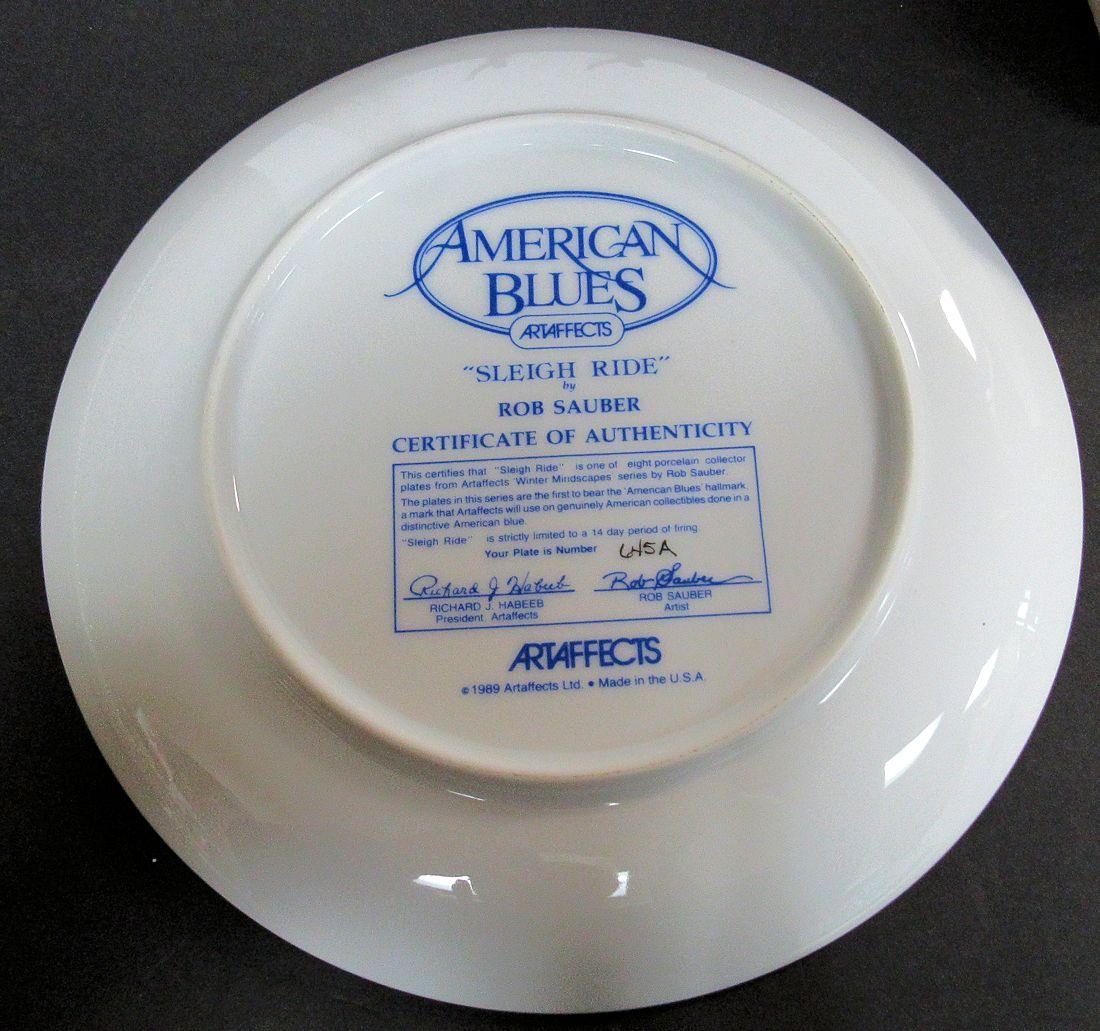 AMERICAN
BLUES
ARTAFFECTS
"SLEIGH RIDE"
by
ROB SAUBER
CERTIFICATE OF AUTHENTICITY
This certifies that "Sleigh Ride" is one of eight porcelain collector
plates from Artaffects 'Winter Mindscapes' series by Rob Sauber.
The plates in this series are the first to bear the 'American Blues' hallmark,
a mark that Artaffects will use on genuinely American collectibles done in a
distinctive American blue.
"Sleigh Ride" is strictly limited to a 14 day period of firing.
Your Plate is Number 645A
Richard J. Habeeb Rob Sauber
RICHARD J. HABEEB ROB SAUBER
President, Artaffects Artist
ARTAFFECTS
© 1989 Artaffects Ltd. • Made in the U.S.A.